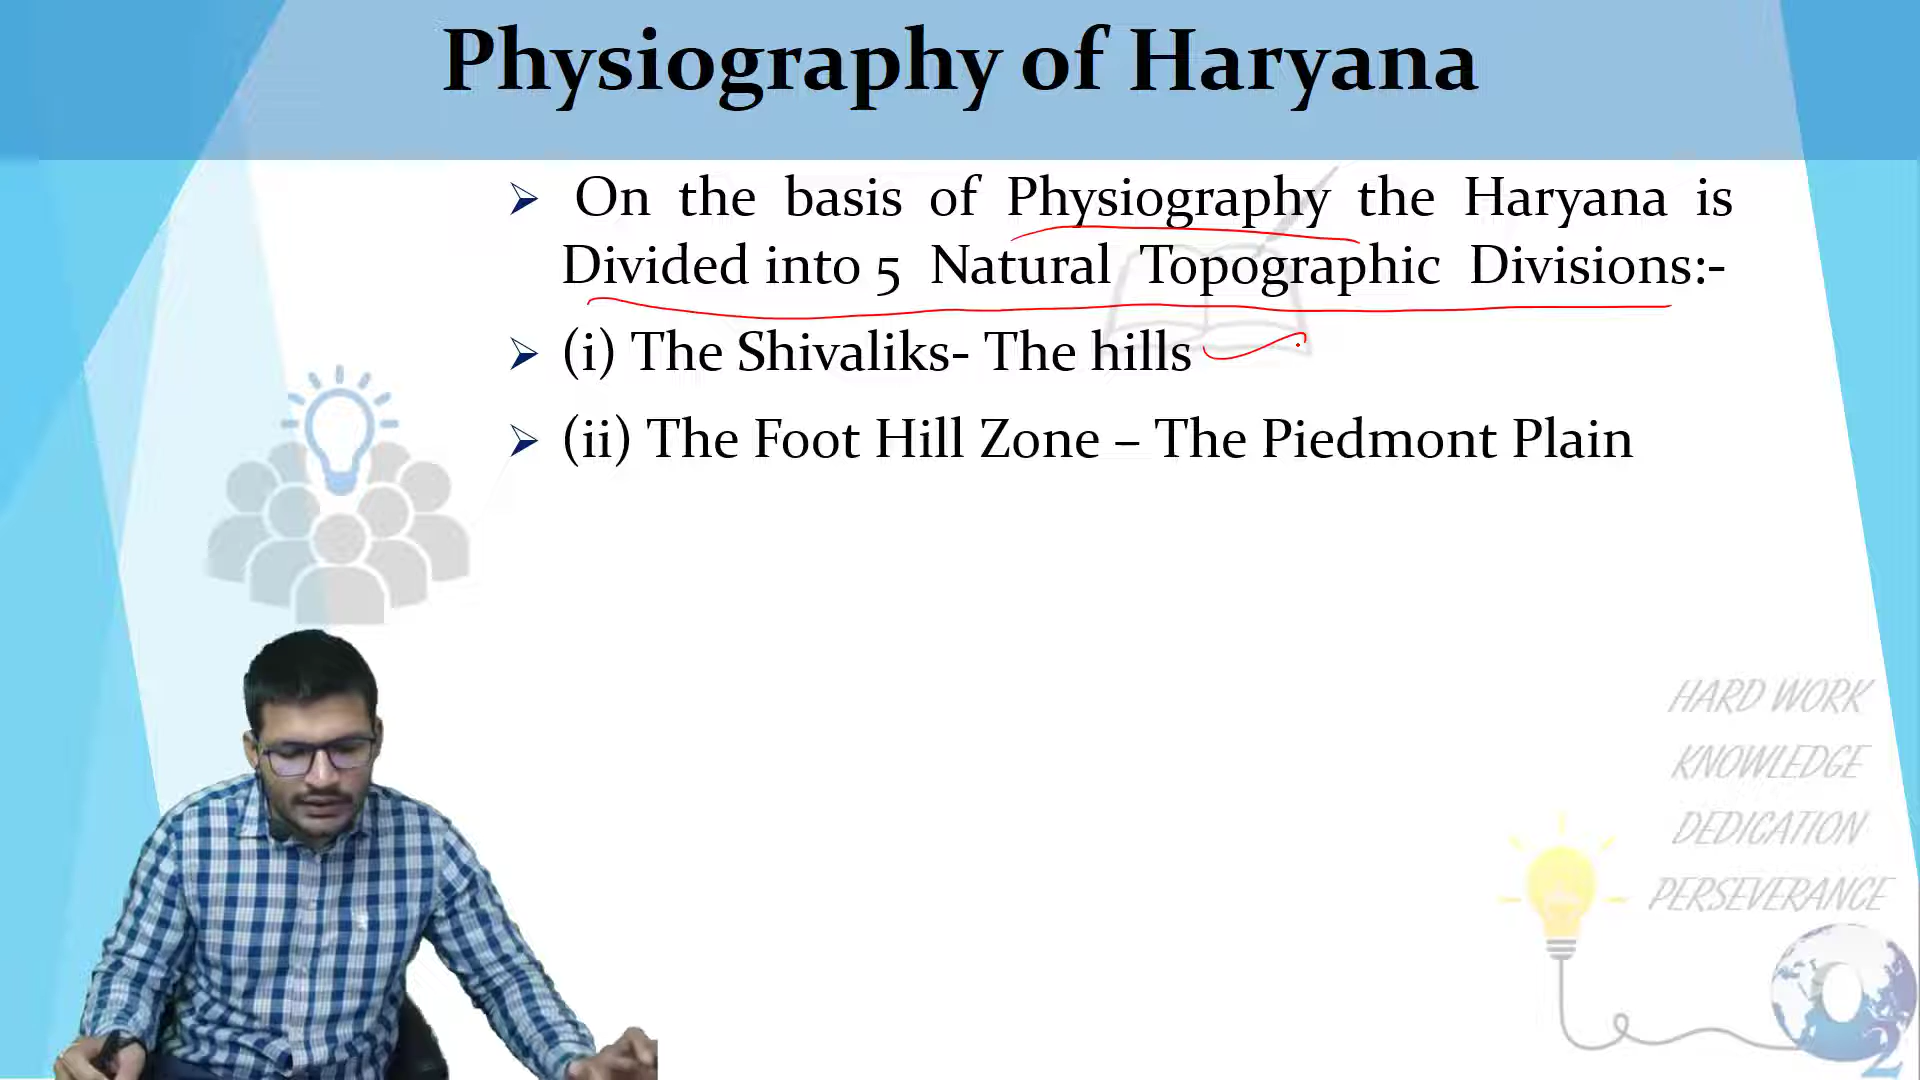 Physiography of Haryana
On the basis of Physiography the Haryana is
Divided into 5 Natural Topographic Divisions:-
(i) The Shivaliks- The hills
(ii) The Foot Hill Zone – The Piedmont Plain
HARD WORK
KNOWLEDGE
DEDICATION
PERSEVERANCE
O2